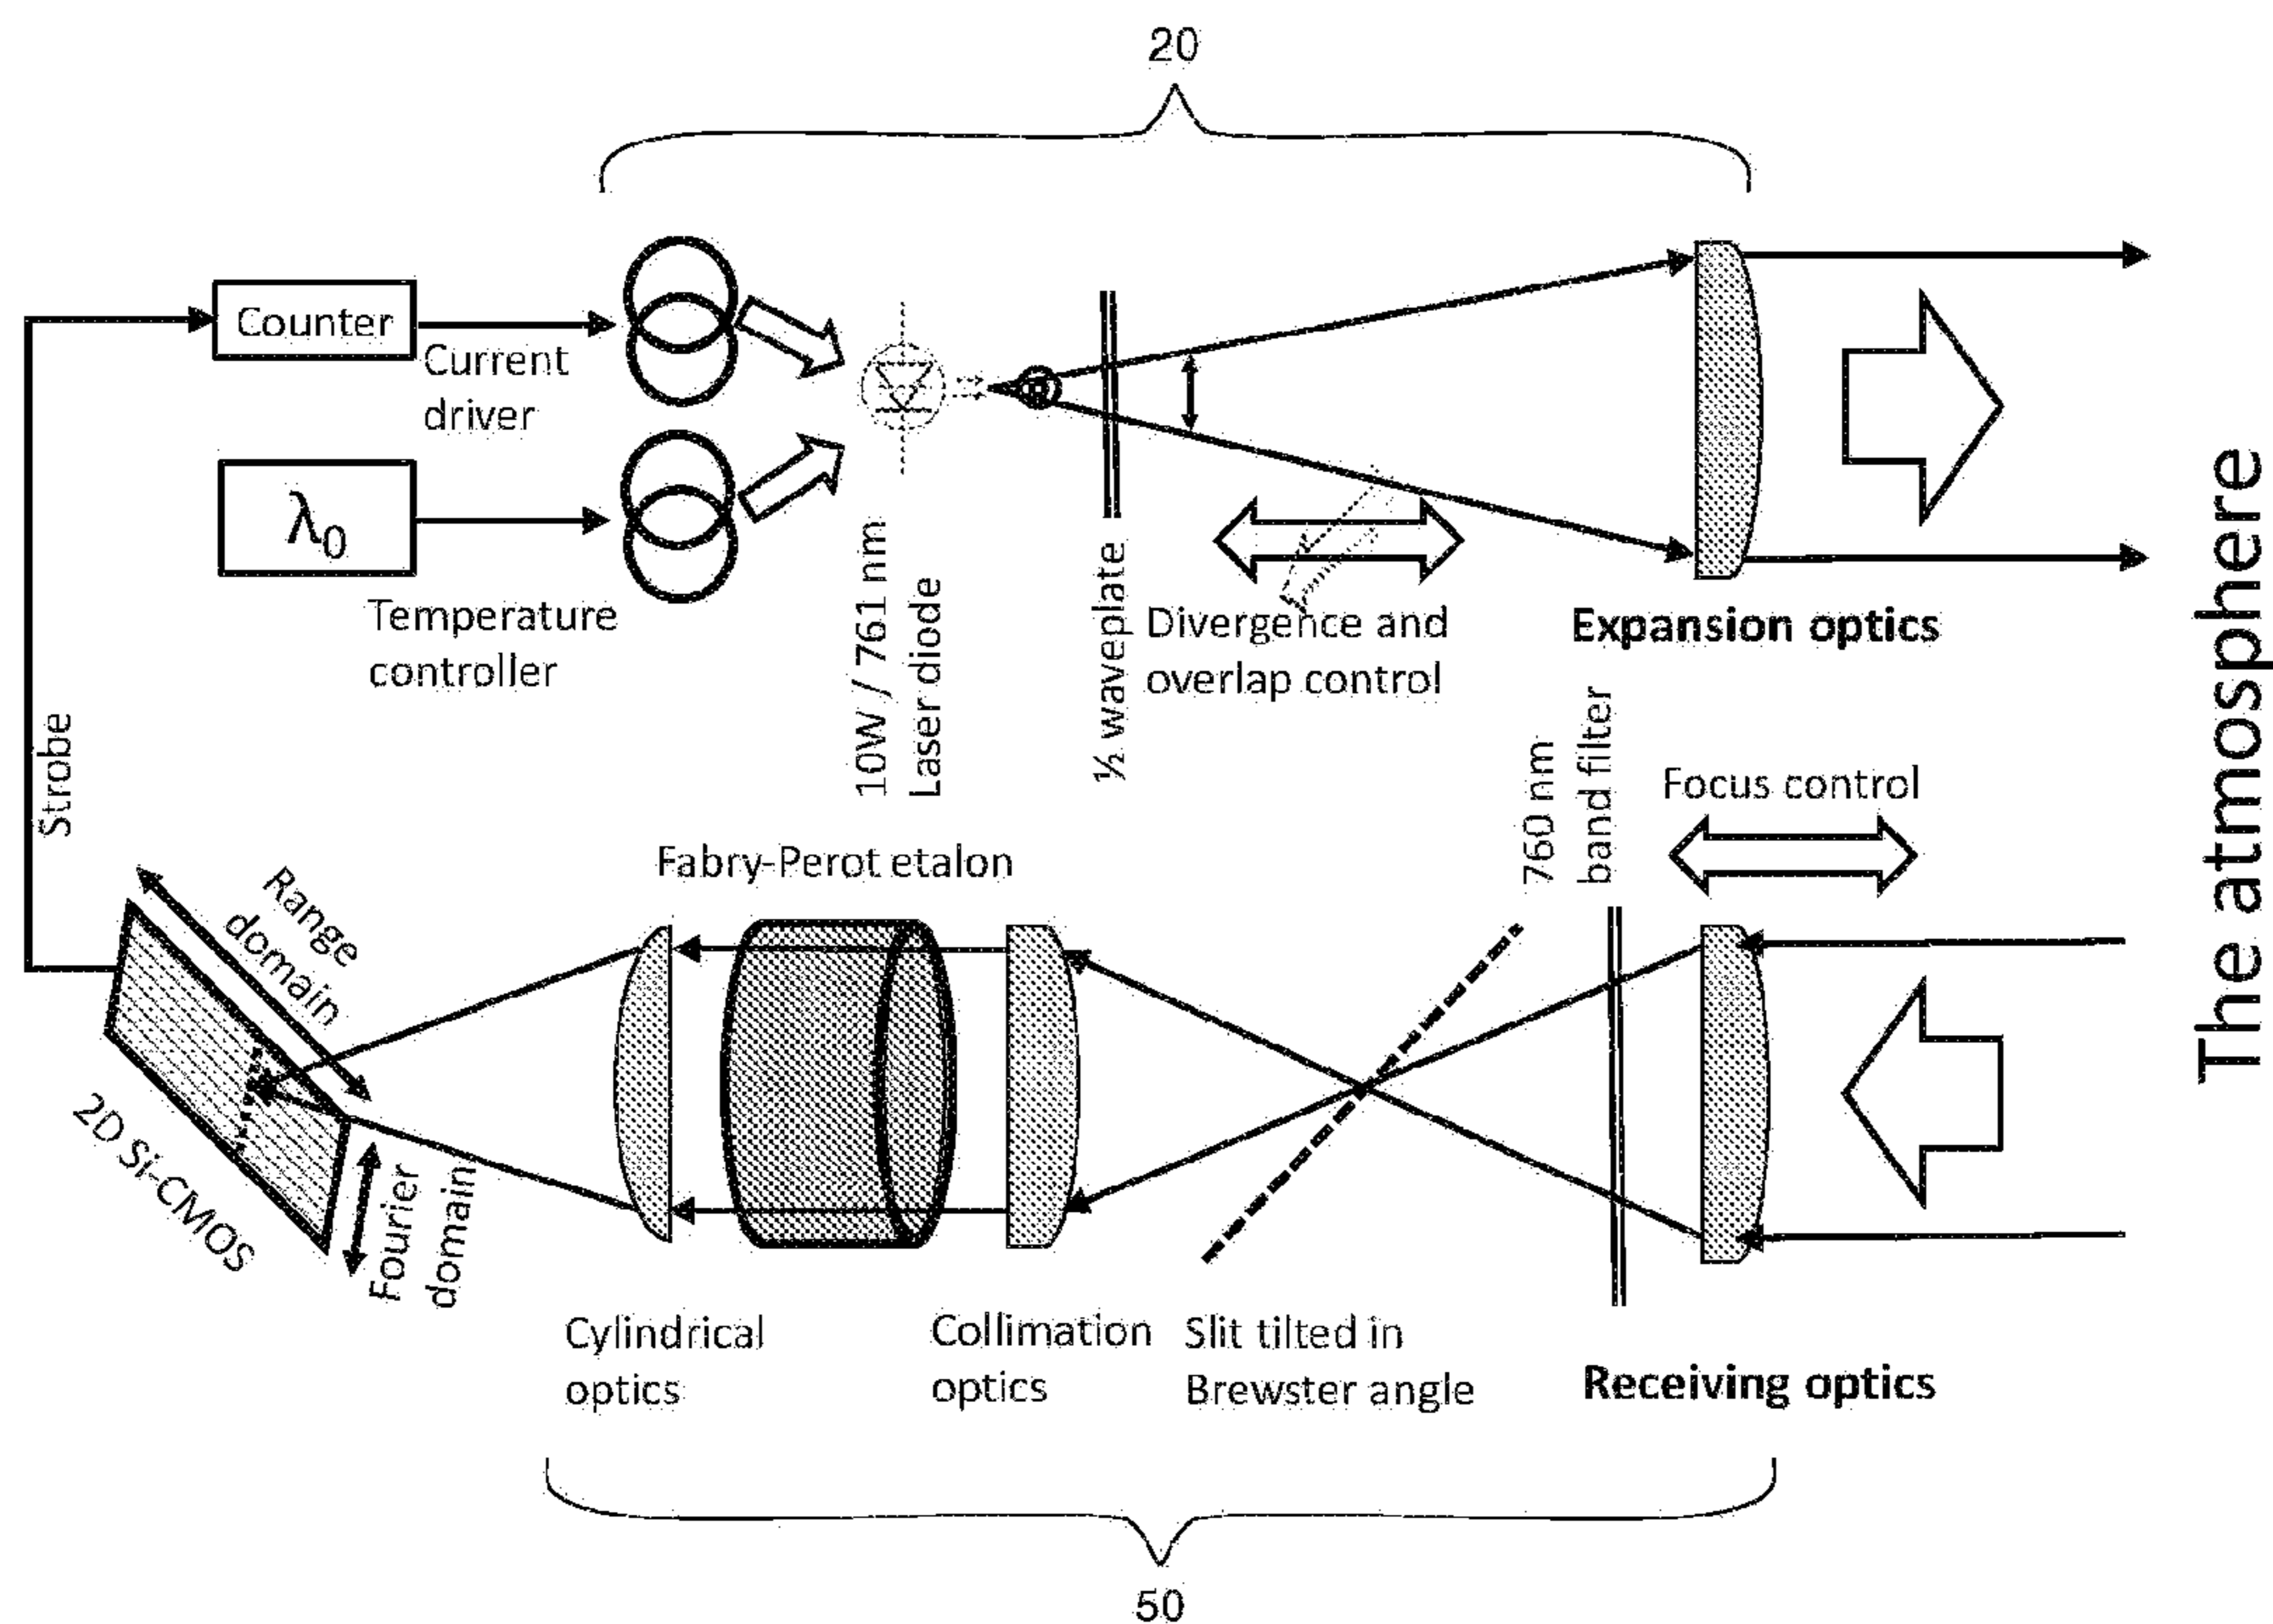 20
Counter
Current
driver
λ0
Temperature
controller
10W / 761 nm
Laser diode
½ waveplate
Divergence and
overlap control
Expansion optics
The atmosphere
Strobe
760 nm
band filter
Focus control
Fabry-Perot etalon
Range
domain
2D Si-CMOS
Fourier
domain
Cylindrical
optics
Collimation
optics
Slit tilted in
Brewster angle
Receiving optics
50